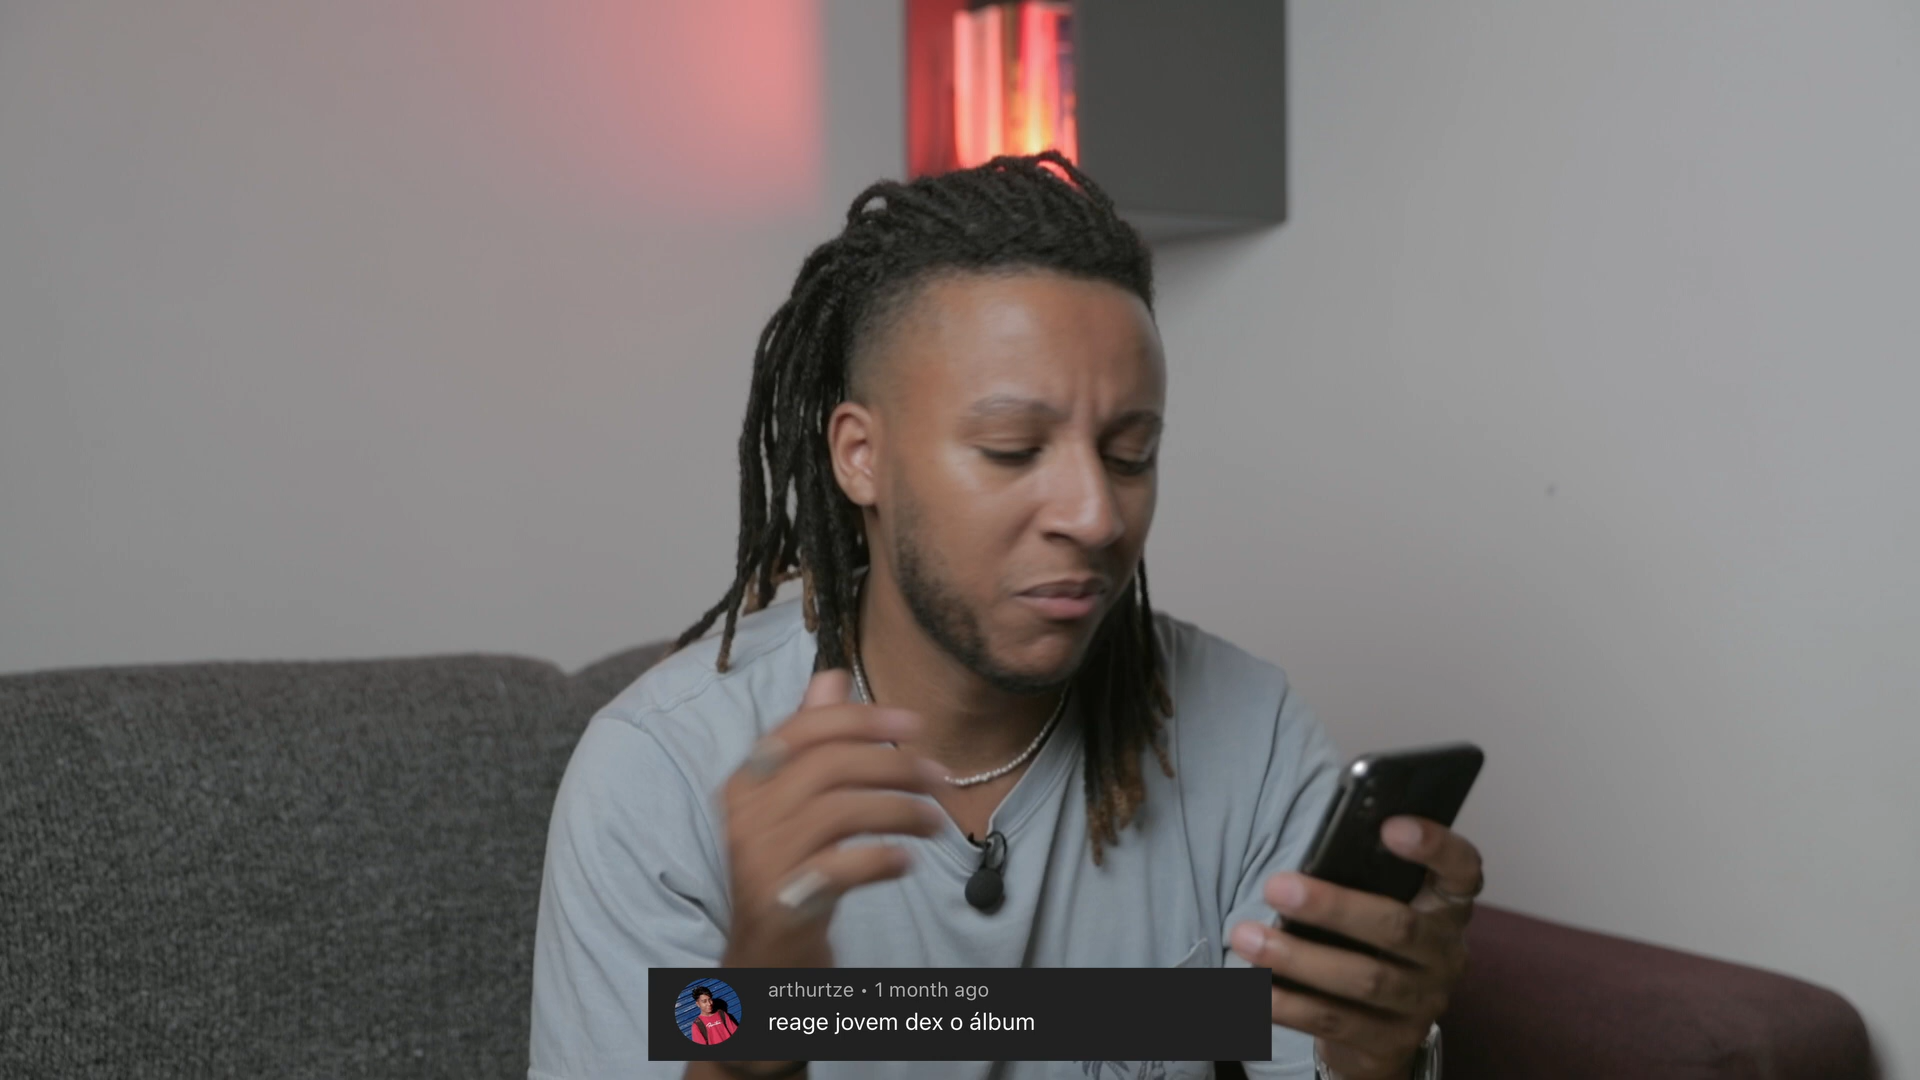 arthurtze • 1 month ago
reage jovem dex o álbum